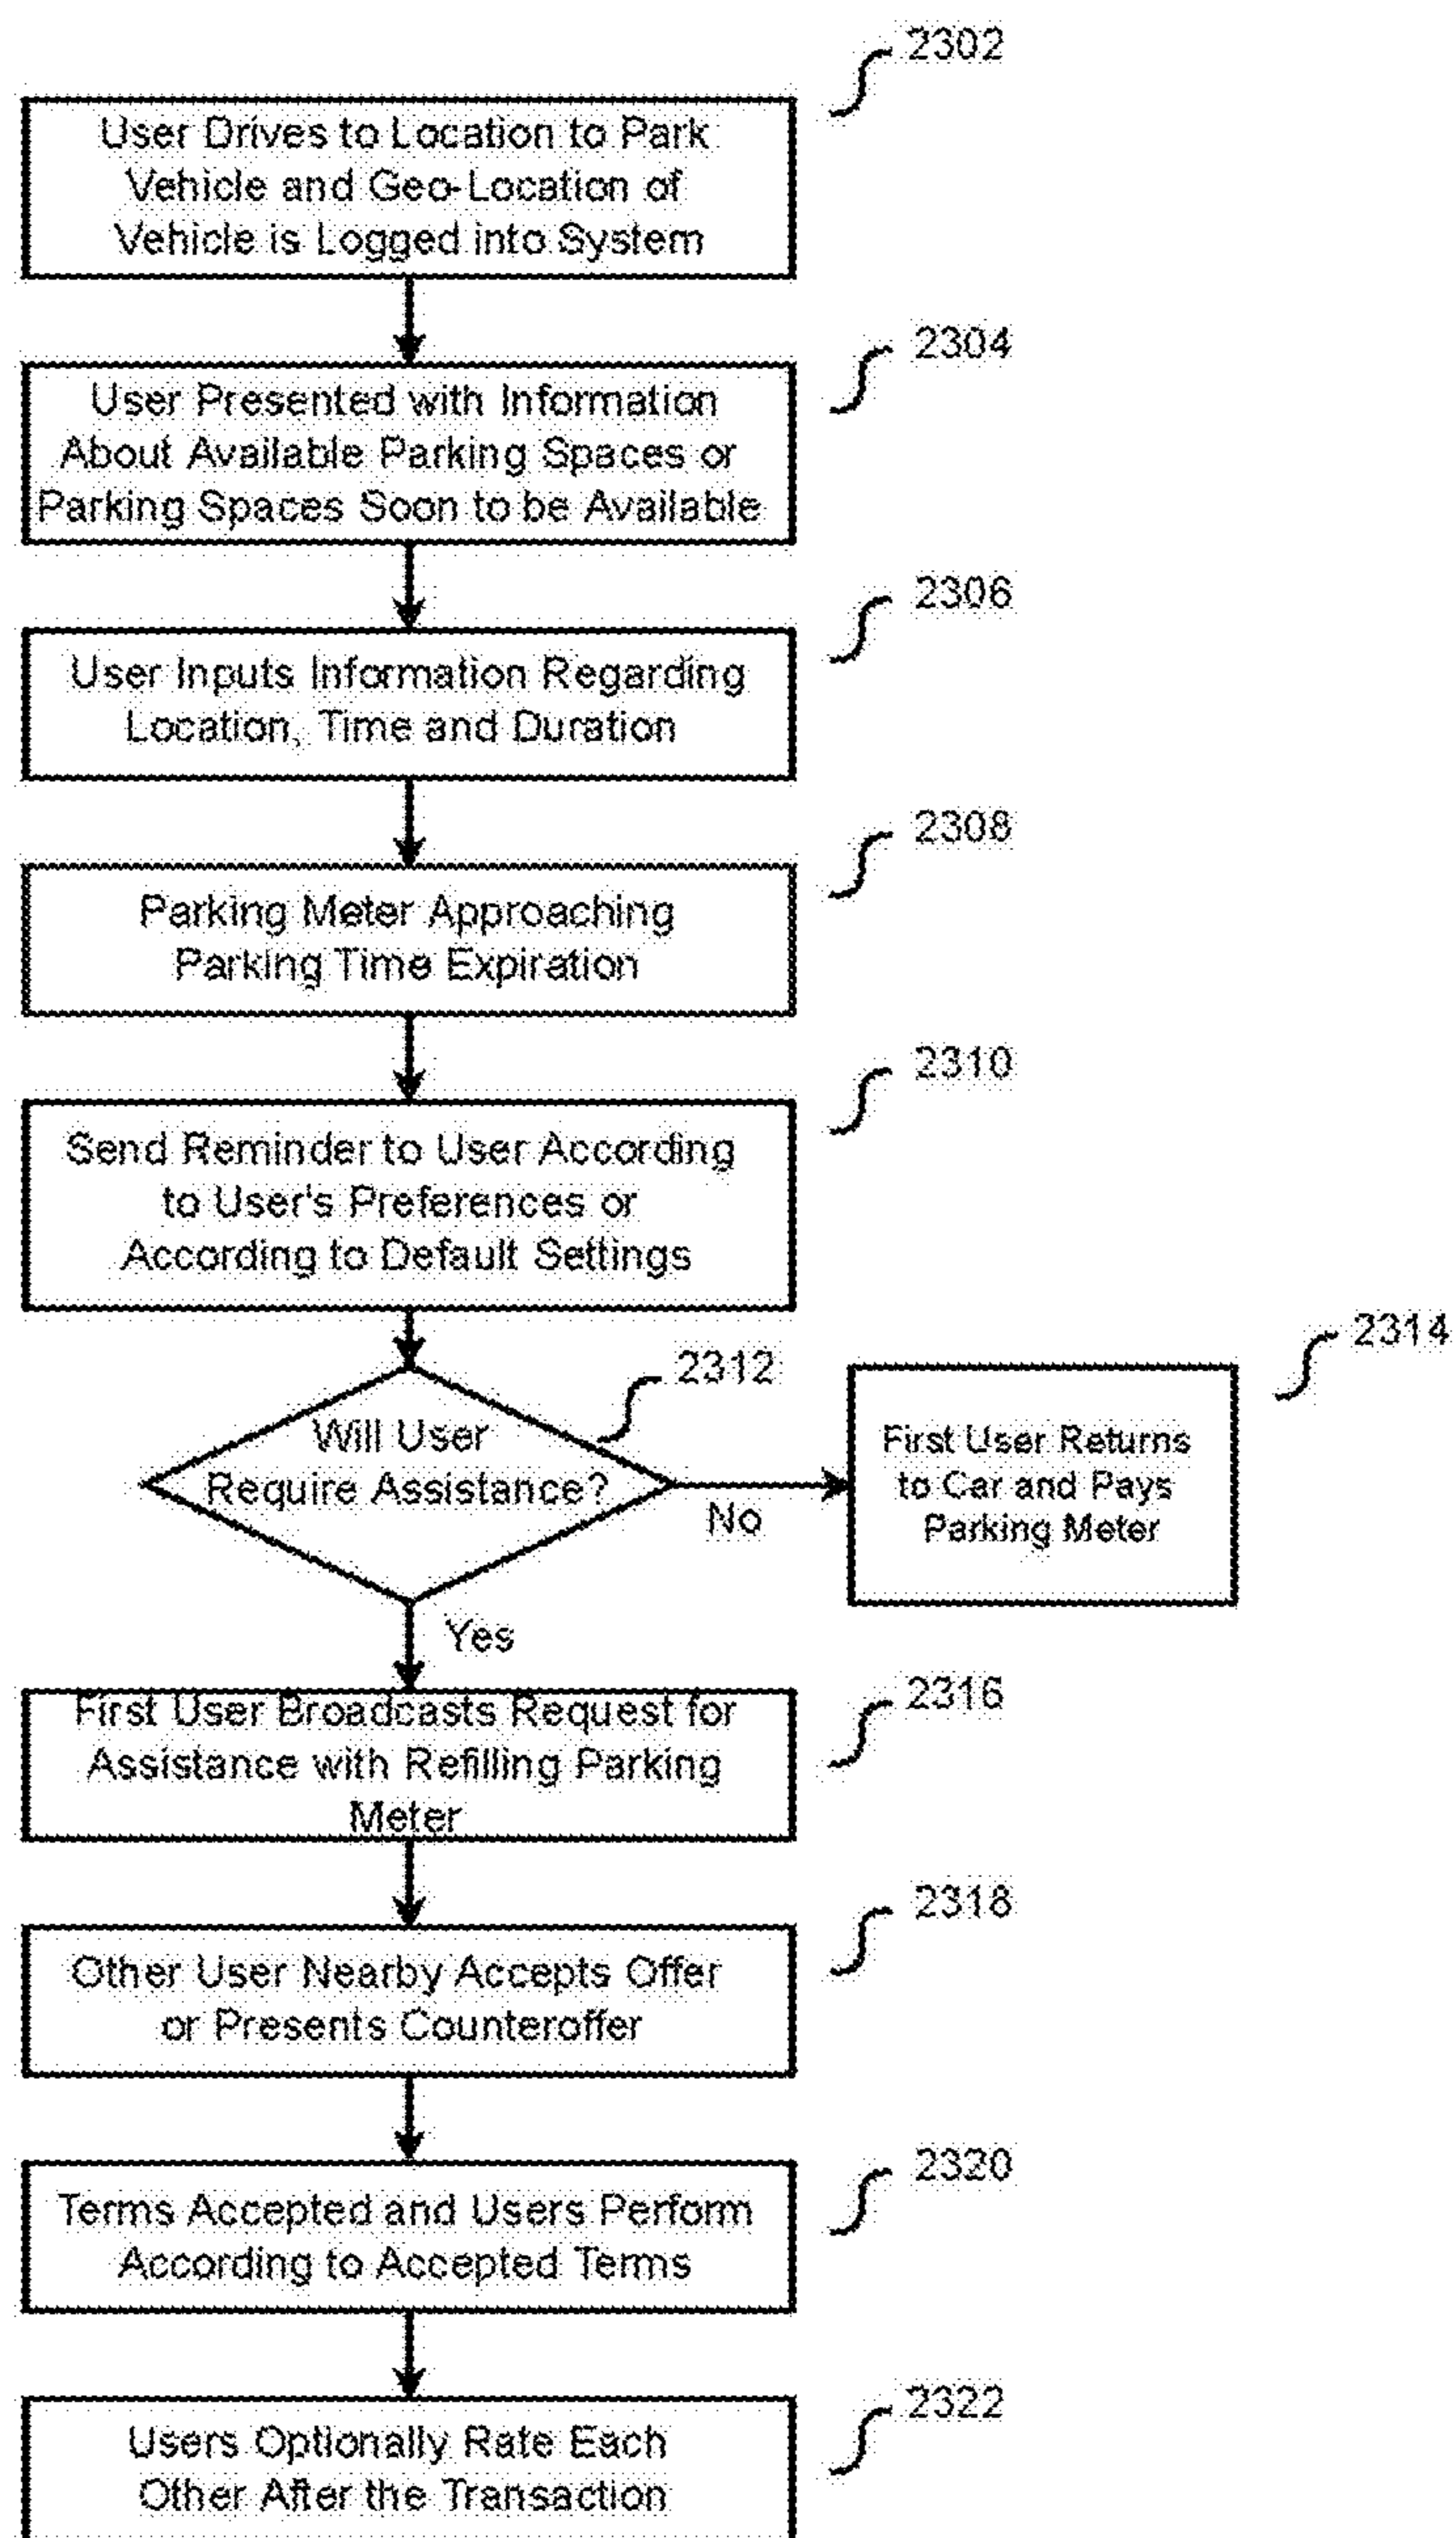 2302
User Drives to Location to Park
Vehicle and Geo-Location of
Vehicle is Logged into System
2304
User Presented with Information
About Available Parking Spaces or
Parking Spaces Soon to be Available
2306
User Inputs Information Regarding
Location, Time and Duration
2308
Parking Meter Approaching
Parking Time Expiration
2310
Send Reminder to User According
to User's Preferences or
According to Default Settings
2312
Will User
Require Assistance?
No
2314
First User Returns
to Car and Pays
Parking Meter
Yes
2316
First User Broadcasts Request for
Assistance with Refilling Parking
Meter
2318
Other User Nearby Accepts Offer
or Presents Counteroffer
2320
Terms Accepted and Users Perform
According to Accepted Terms
2322
Users Optionally Rate Each
Other After the Transaction